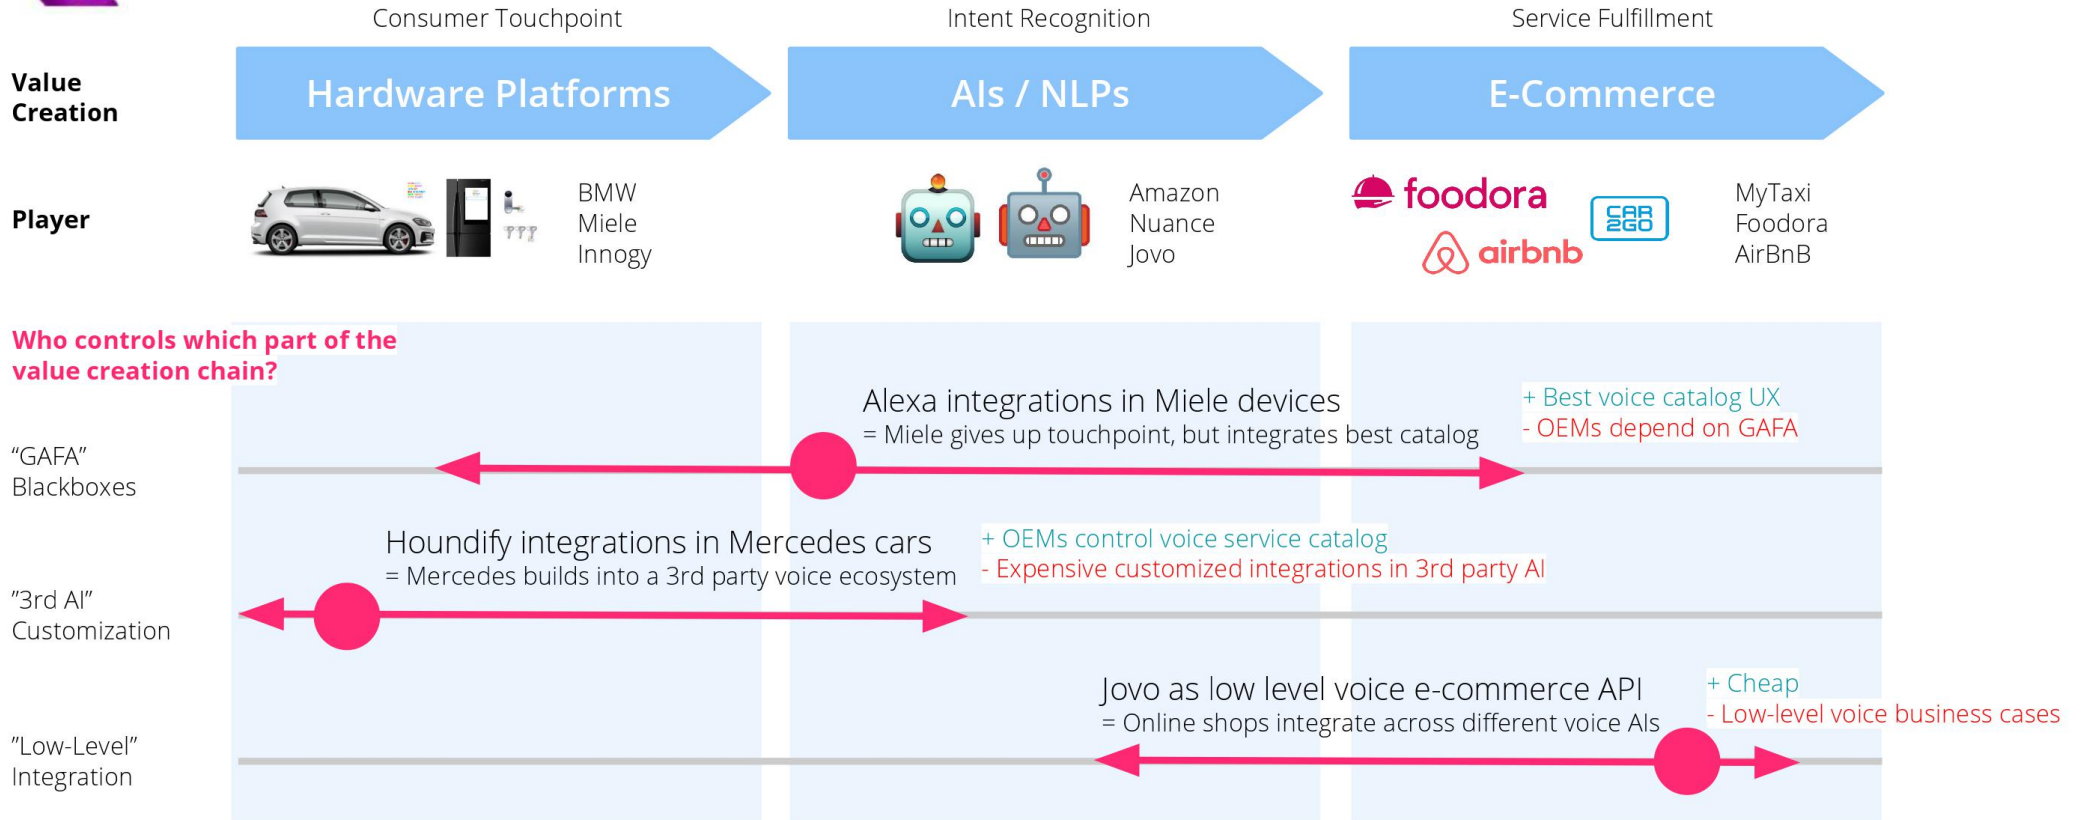 Consumer Touchpoint
Intent Recognition
Service Fulfillment
Value
Creation
Hardware Platforms
AIs / NLPs
E-Commerce
Player
BMW
Miele
Innogy
Amazon
Nuance
Jovo
foodora
CAR
2GO
airbnb
MyTaxi
Foodora
AirBnB
Who controls which part of the
value creation chain?
“GAFA”
Blackboxes
Alexa integrations in Miele devices
= Miele gives up touchpoint, but integrates best catalog
+ Best voice catalog UX
- OEMs depend on GAFA
”3rd AI”
Customization
Houndify integrations in Mercedes cars
= Mercedes builds into a 3rd party voice ecosystem
+ OEMs control voice service catalog
- Expensive customized integrations in 3rd party AI
”Low-Level”
Integration
Jovo as low level voice e-commerce API
= Online shops integrate across different voice AIs
+ Cheap
- Low-level voice business cases